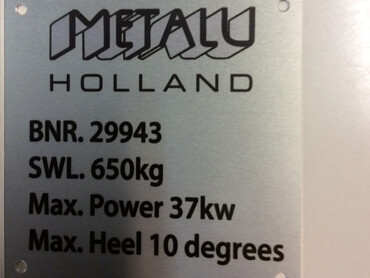 METALU
HOLLAND
BNR. 29943
SWL. 650kg
Max. Power 37kw
Max. Heel 10 degrees